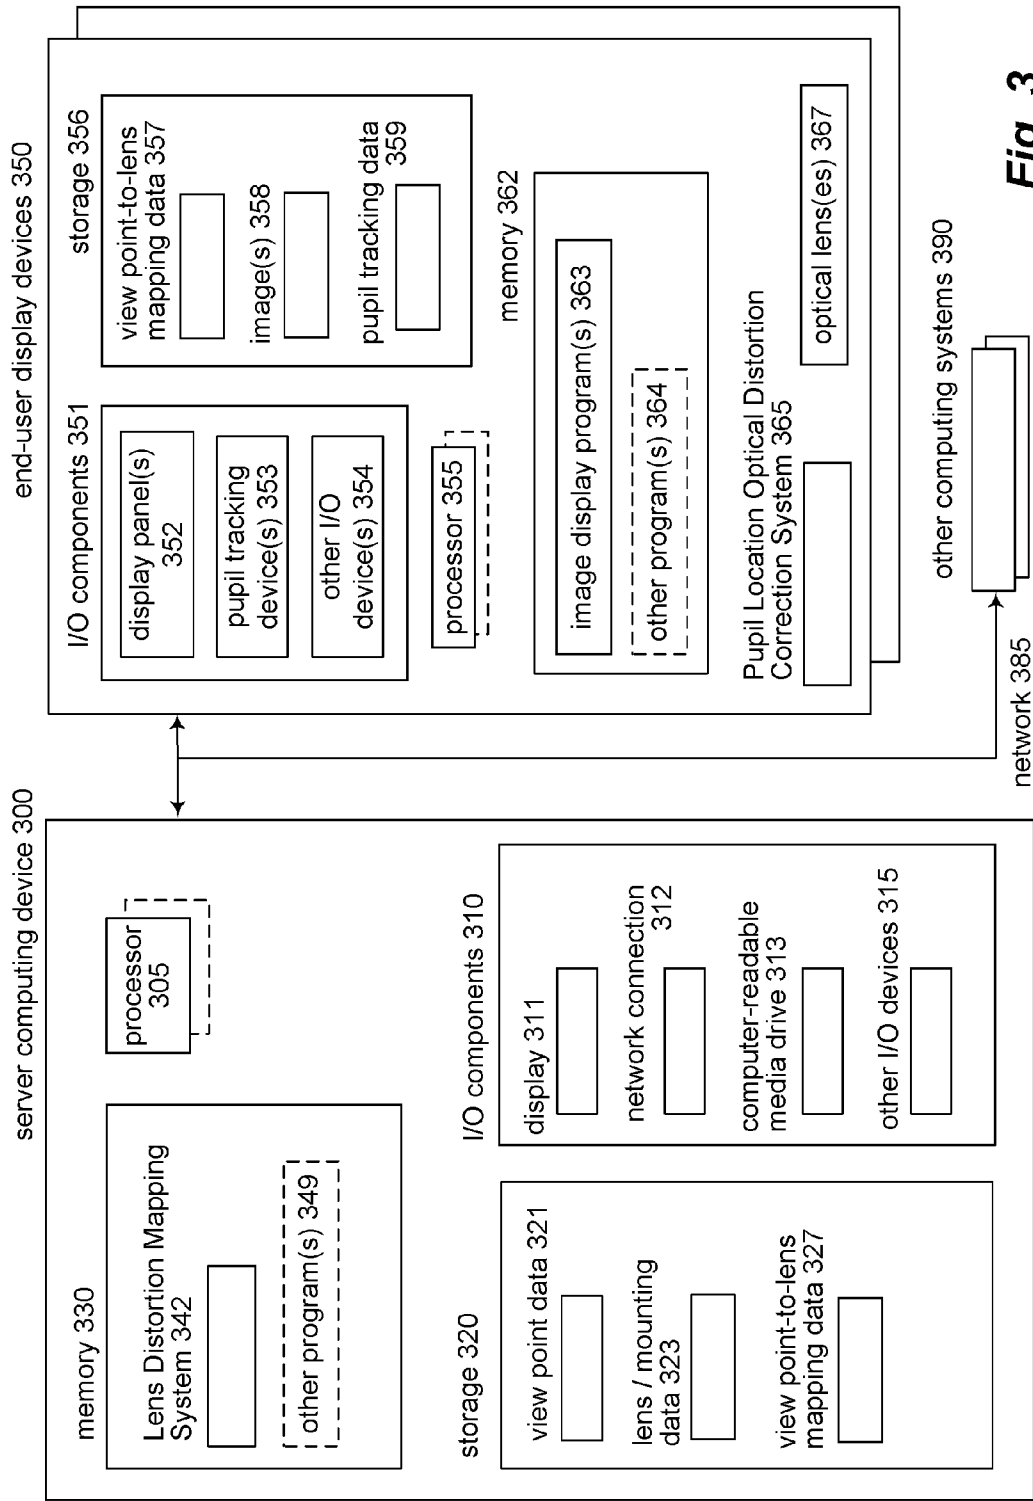 server computing device 300
memory 330
Lens Distortion Mapping
System 342
other program(s) 349
processor
305
storage 320
view point data 321
lens / mounting
data 323
view point-to-lens
mapping data 327
I/O components 310
display 311
network connection
312
computer-readable
media drive 313
other I/O devices 315
end-user display devices 350
I/O components 351
display panel(s)
352
pupil tracking
device(s) 353
other I/O
device(s) 354
processor 355
storage 356
view point-to-lens
mapping data 357
image(s) 358
pupil tracking data
359
memory 362
image display program(s) 363
other program(s) 364
Pupil Location Optical Distortion
Correction System 365
optical lens(es) 367
network 385
other computing systems 390
Fig. 3